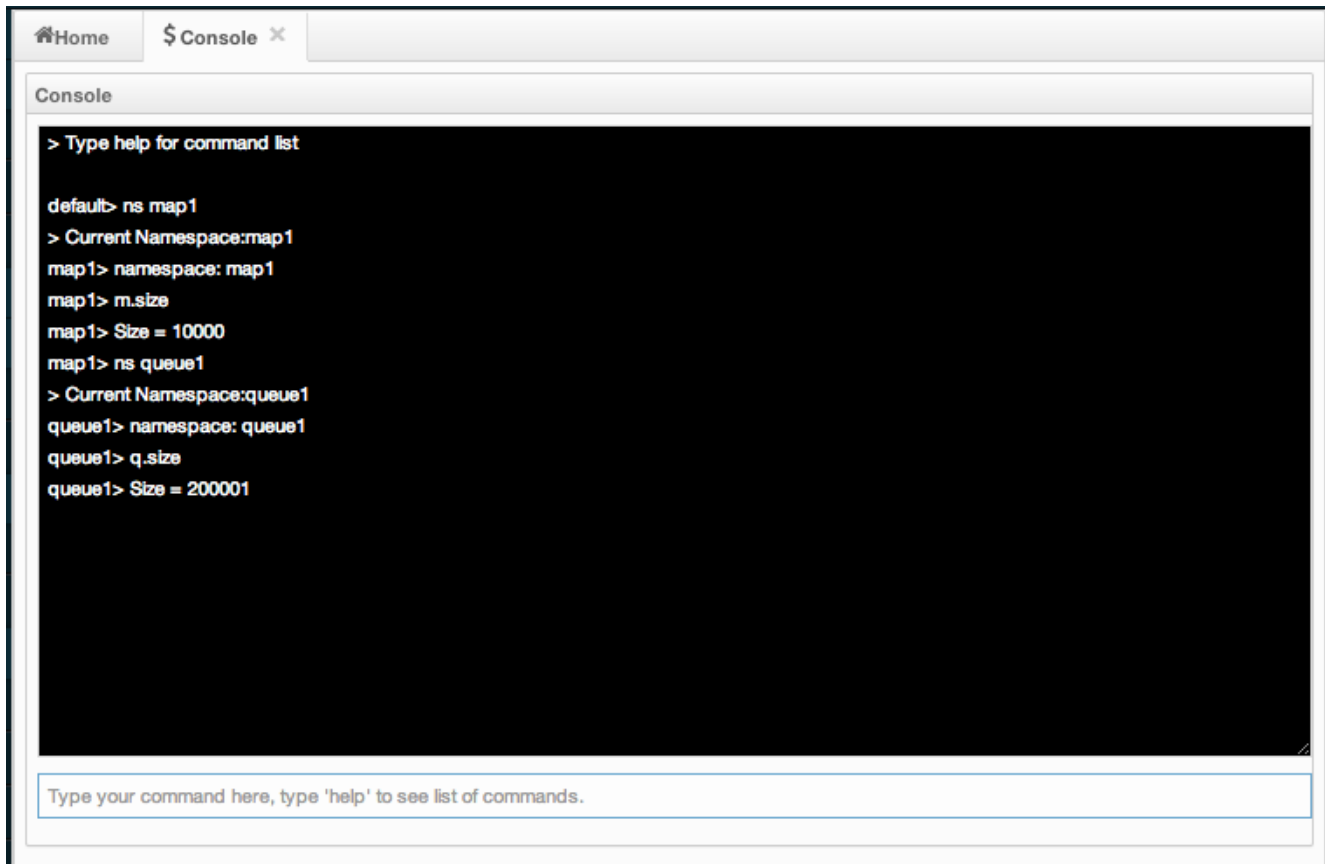 Home
$ Console ×
Console
> Type help for command list
default> ns map1
> Current Namespace:map1
map1> namespace: map1
map1> m.size
map1> Size = 10000
map1> ns queue1
> Current Namespace:queue1
queue1> namespace: queue1
queue1> q.size
queue1> Size = 200001
Type your command here, type 'help' to see list of commands.